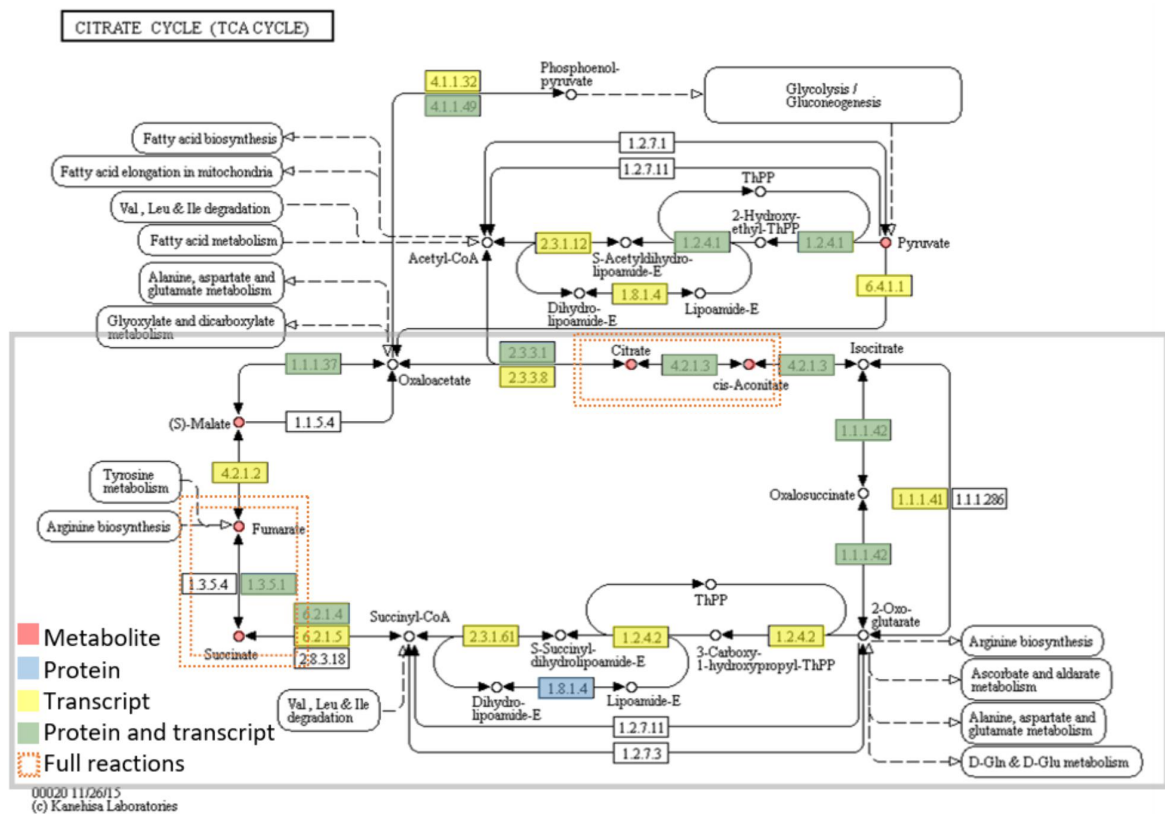 CITRATE CYCLE (TCA CYCLE)
Phosphoenol-
pyruvate
4.1.1.32
4.1.1.49
Glycolysis /
Gluconeogenesis
Fatty acid biosynthesis
Fatty acid elongation in mitochondria
Val , Leu & Ile degradation
Fatty acid metabolism
Alanine, aspartate and
glutamate metabolism
Glyoxylate and dicarboxylate
metabolism
1.2.7.1
1.2.7.11
ThPP
2-Hydroxy-
ethyl-ThPP
Acetyl-CoA
2.3.1.12
S-Acetyldihydro-
lipoamide-E
1.2.4.1
1.2.4.1
Pyruvate
1.8.1.4
Dihydro-
lipoamide-E
Lipoamide-E
6.4.1.1
1.1.1.37
Oxaloacetate
2.3.3.1
2.3.3.8
Citrate
4.2.1.3
cis-Aconitate
4.2.1.3
Isocitrate
(S)-Malate
1.1.5.4
1.1.1.42
4.2.1.2
Tyrosine
metabolism
Oxalosuccinate
1.1.1.41
1.1.1.286
Arginine biosynthesis
Fumarate
1.1.1.42
1.3.5.4
1.3.5.1
ThPP
6.2.1.4
6.2.1.5
2.8.3.18
Succinate
Succinyl-CoA
2.3.1.61
S-Succinyl-
dihydrolipoamide-E
1.2.4.2
3-Carboxy-
1-hydroxypropyl-ThPP
1.2.4.2
2-Oxo-
glutarate
Arginine biosynthesis
Ascorbate and aldarate
metabolism
Alanine, aspartate and
glutamate metabolism
D-Gln & D-Glu metabolism
1.8.1.4
Dihydro-
lipoamide-E
Lipoamide-E
Val , Leu & Ile
degradation
1.2.7.11
1.2.7.3
Metabolite
Protein
Transcript
Protein and transcript
Full reactions
00020 11/26/15
(c) Kanehisa Laboratories